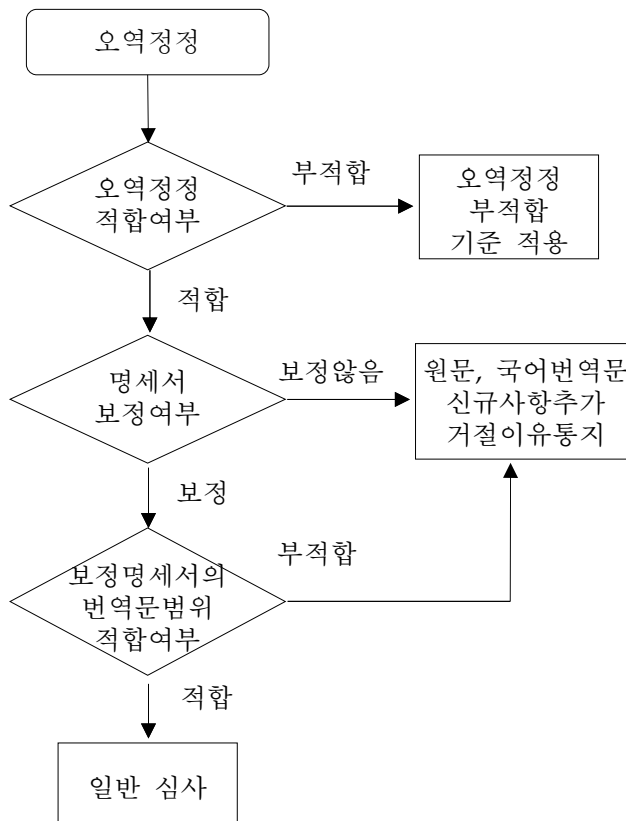 오역정정
오역정정
적합여부
부적합
오역정정
부적합
기준 적용
적합
명세서
보정여부
보정않음
원문, 국어번역문
신규사항추가
거절이유통지
보정
보정명세서의
번역문범위
적합여부
부적합
적합
일반 심사